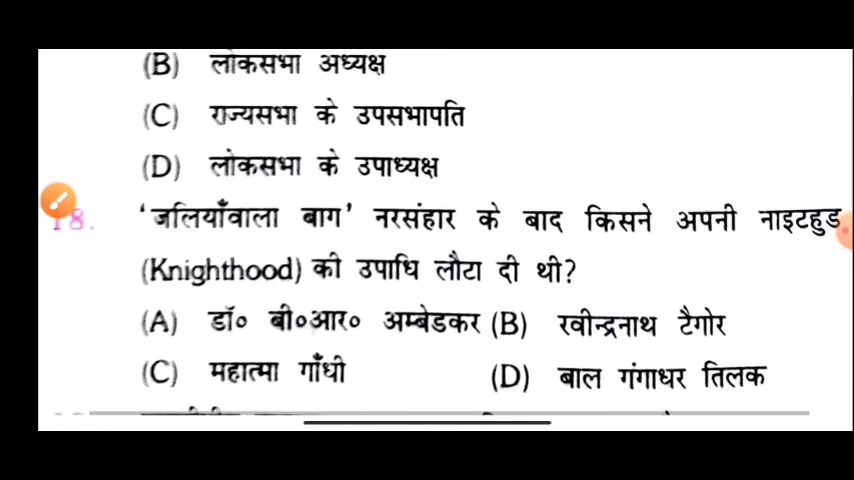 (B) लोकसभा अध्यक्ष
(C) राज्यसभा के उपसभापति
(D) लोकसभा के उपाध्यक्ष
18. 'जलियाँवाला बाग' नरसंहार के बाद किसने अपनी नाइटहुड
(Knighthood) की उपाधि लौटा दी थी?
(A) डॉ० बी०आर० अम्बेडकर (B) रवीन्द्रनाथ टैगोर
(C) महात्मा गाँधी (D) बाल गंगाधर तिलक